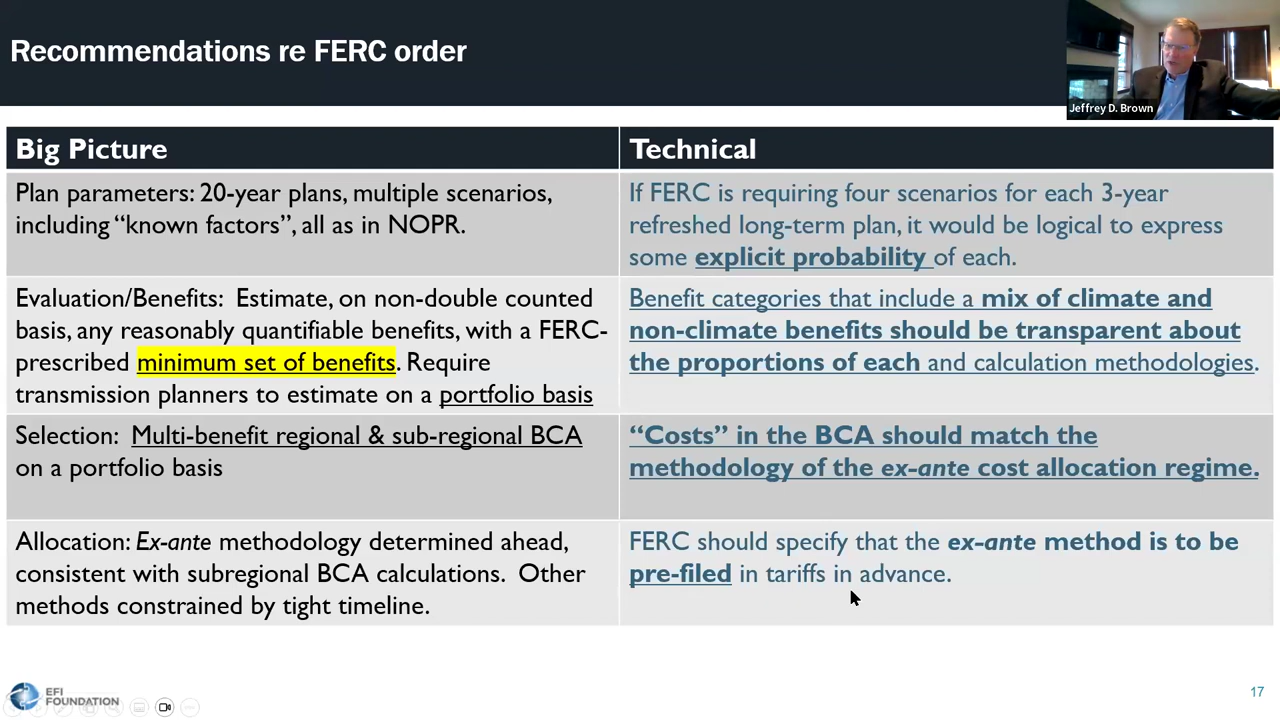 Recommendations re FERC order
Jeffrey D. Brown
Big Picture
Technical
Plan parameters: 20-year plans, multiple scenarios,
including “known factors”, all as in NOPR.
If FERC is requiring four scenarios for each 3-year
refreshed long-term plan, it would be logical to express
some explicit probability of each.
Evaluation/Benefits: Estimate, on non-double counted
basis, any reasonably quantifiable benefits, with a FERC-
prescribed minimum set of benefits. Require
transmission planners to estimate on a portfolio basis
Benefit categories that include a mix of climate and
non-climate benefits should be transparent about
the proportions of each and calculation methodologies.
Selection: Multi-benefit regional & sub-regional BCA
on a portfolio basis
“Costs” in the BCA should match the
methodology of the ex-ante cost allocation regime.
Allocation: Ex-ante methodology determined ahead,
consistent with subregional BCA calculations. Other
methods constrained by tight timeline.
FERC should specify that the ex-ante method is to be
pre-filed in tariffs in advance.
EFI
FOUNDATION
17